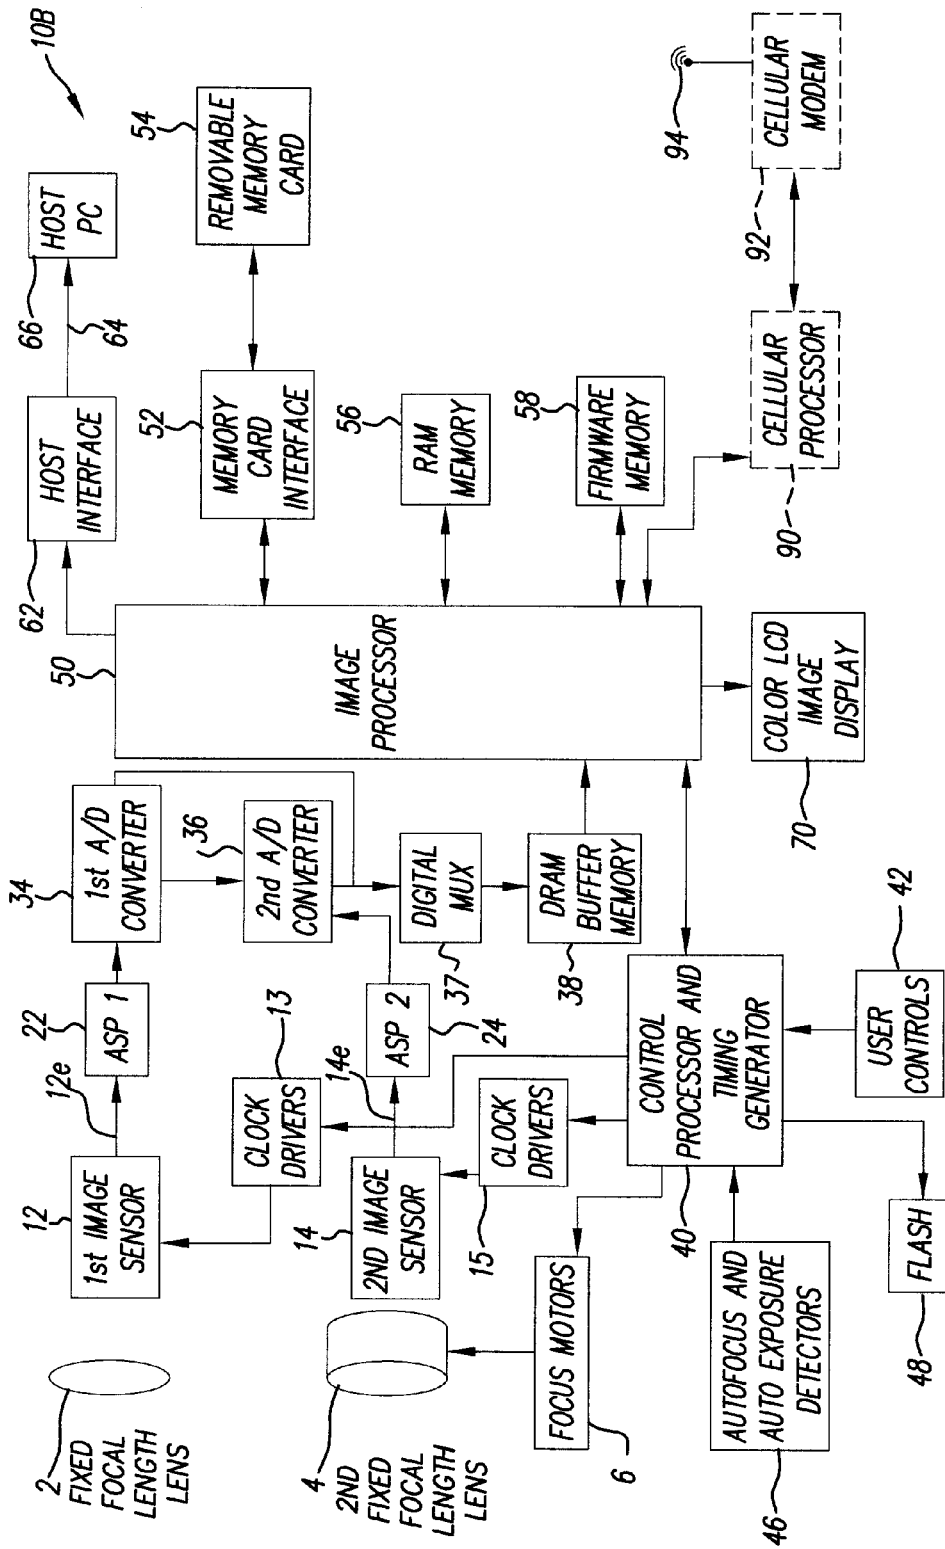 10B
2
FIXED
FOCAL
LENGTH
LENS
12
1st IMAGE
SENSOR
12e
22
ASP 1
34
1st A/D
CONVERTER
50
IMAGE
PROCESSOR
62
HOST
INTERFACE
64
66
HOST
PC
4
2ND
FIXED
FOCAL
LENGTH
LENS
14
2ND IMAGE
SENSOR
14e
13
CLOCK
DRIVERS
24
ASP 2
36
2nd A/D
CONVERTER
37
DIGITAL
MUX
38
DRAM
BUFFER
MEMORY
52
MEMORY
CARD
INTERFACE
54
REMOVABLE
MEMORY
CARD
56
RAM
MEMORY
58
FIRMWARE
MEMORY
6
FOCUS MOTORS
15
CLOCK
DRIVERS
40
CONTROL
PROCESSOR AND
TIMING
GENERATOR
46
AUTOFOCUS AND
AUTO EXPOSURE
DETECTORS
48
FLASH
42
USER
CONTROLS
70
COLOR LCD
IMAGE
DISPLAY
90
CELLULAR
PROCESSOR
92
CELLULAR
MODEM
94